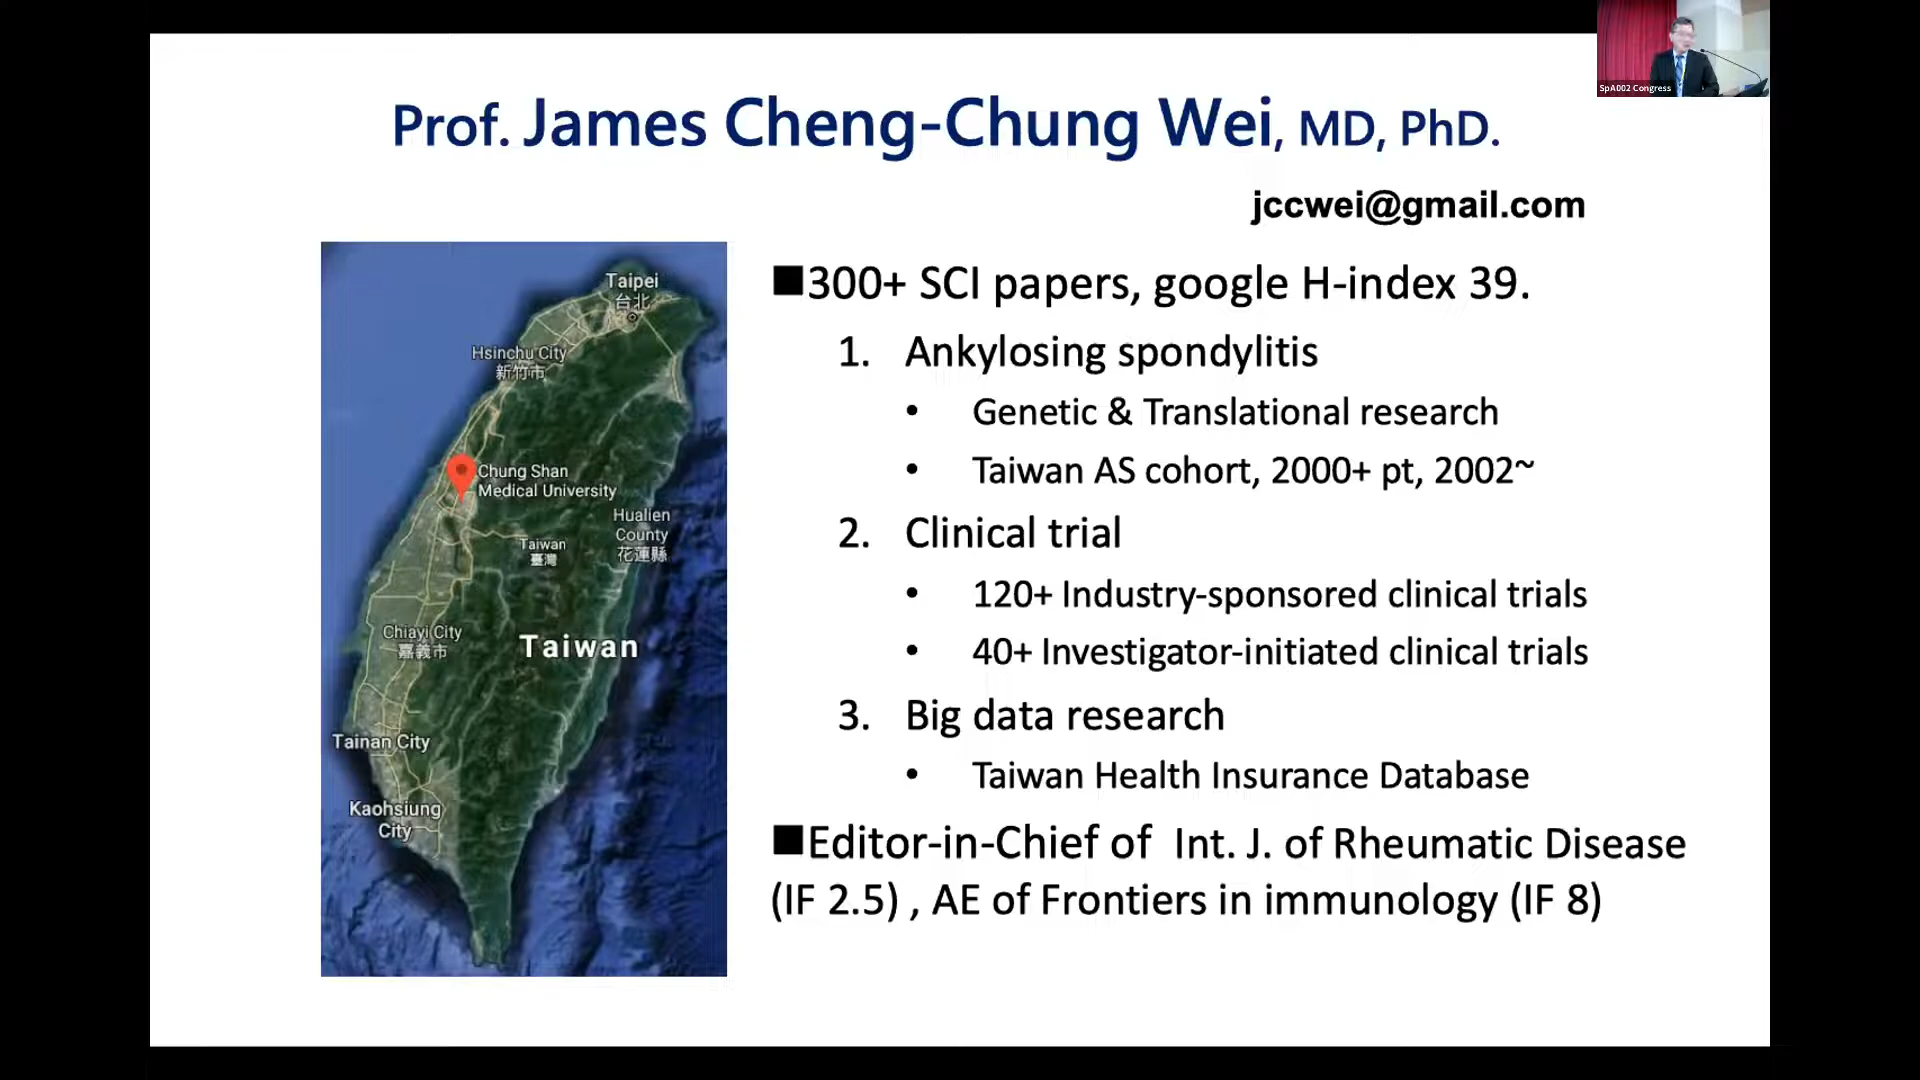 SpA002 Congress
Prof. James Cheng-Chung Wei, MD, PhD.
jccwei@gmail.com
Taipei
台北
Hsinchu City
新竹市
Chung Shan
Medical University
Hualien
County
花蓮縣
Taiwan
臺灣
Chiayi City
嘉義市
Taiwan
Tainan City
Kaohsiung
City
■300+ SCI papers, google H-index 39.
1. Ankylosing spondylitis
• Genetic & Translational research
• Taiwan AS cohort, 2000+ pt, 2002~
2. Clinical trial
• 120+ Industry-sponsored clinical trials
• 40+ Investigator-initiated clinical trials
3. Big data research
• Taiwan Health Insurance Database
■Editor-in-Chief of Int. J. of Rheumatic Disease
(IF 2.5) , AE of Frontiers in immunology (IF 8)